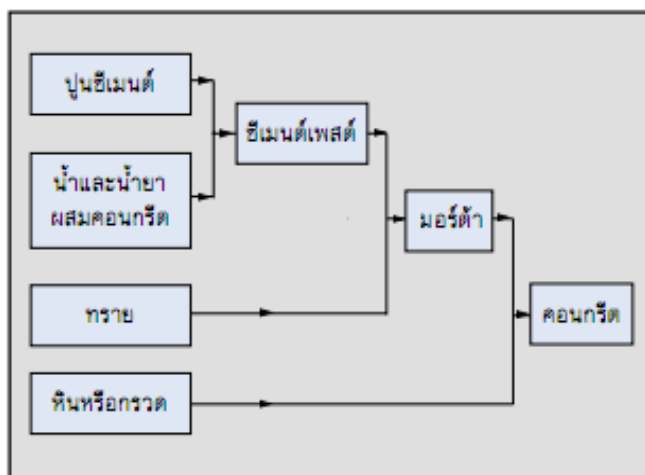 ปูนซีเมนต์
ซีเมนต์เพสต์
น้ำและน้ำยา
ผสมคอนกรีต
มอร์ต้า
ทราย
คอนกรีต
หินหรือกรวด